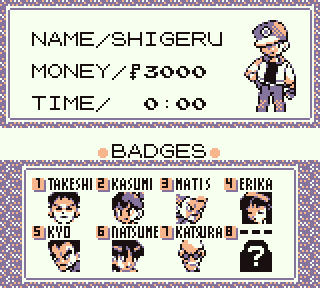 NAME/SHIGERU
MONEY/₽3000
TIME/ 0:00
BADGES
1 TAKESHI 2 KASUMI 3 MATIS 4 ERIKA
5 KYO 6 NATSUME 7 KATSURA 8 ---
?